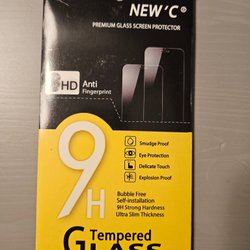 NEW'C®
PREMIUM GLASS SCREEN PROTECTOR
HD
Anti
Fingerprint
9H
Smudge Proof
Eye Protection
Delicate Touch
Explosion Proof
Bubble Free
Self-installation
9H Strong Hardness
Ultra Slim Thickness
Tempered
GLASS